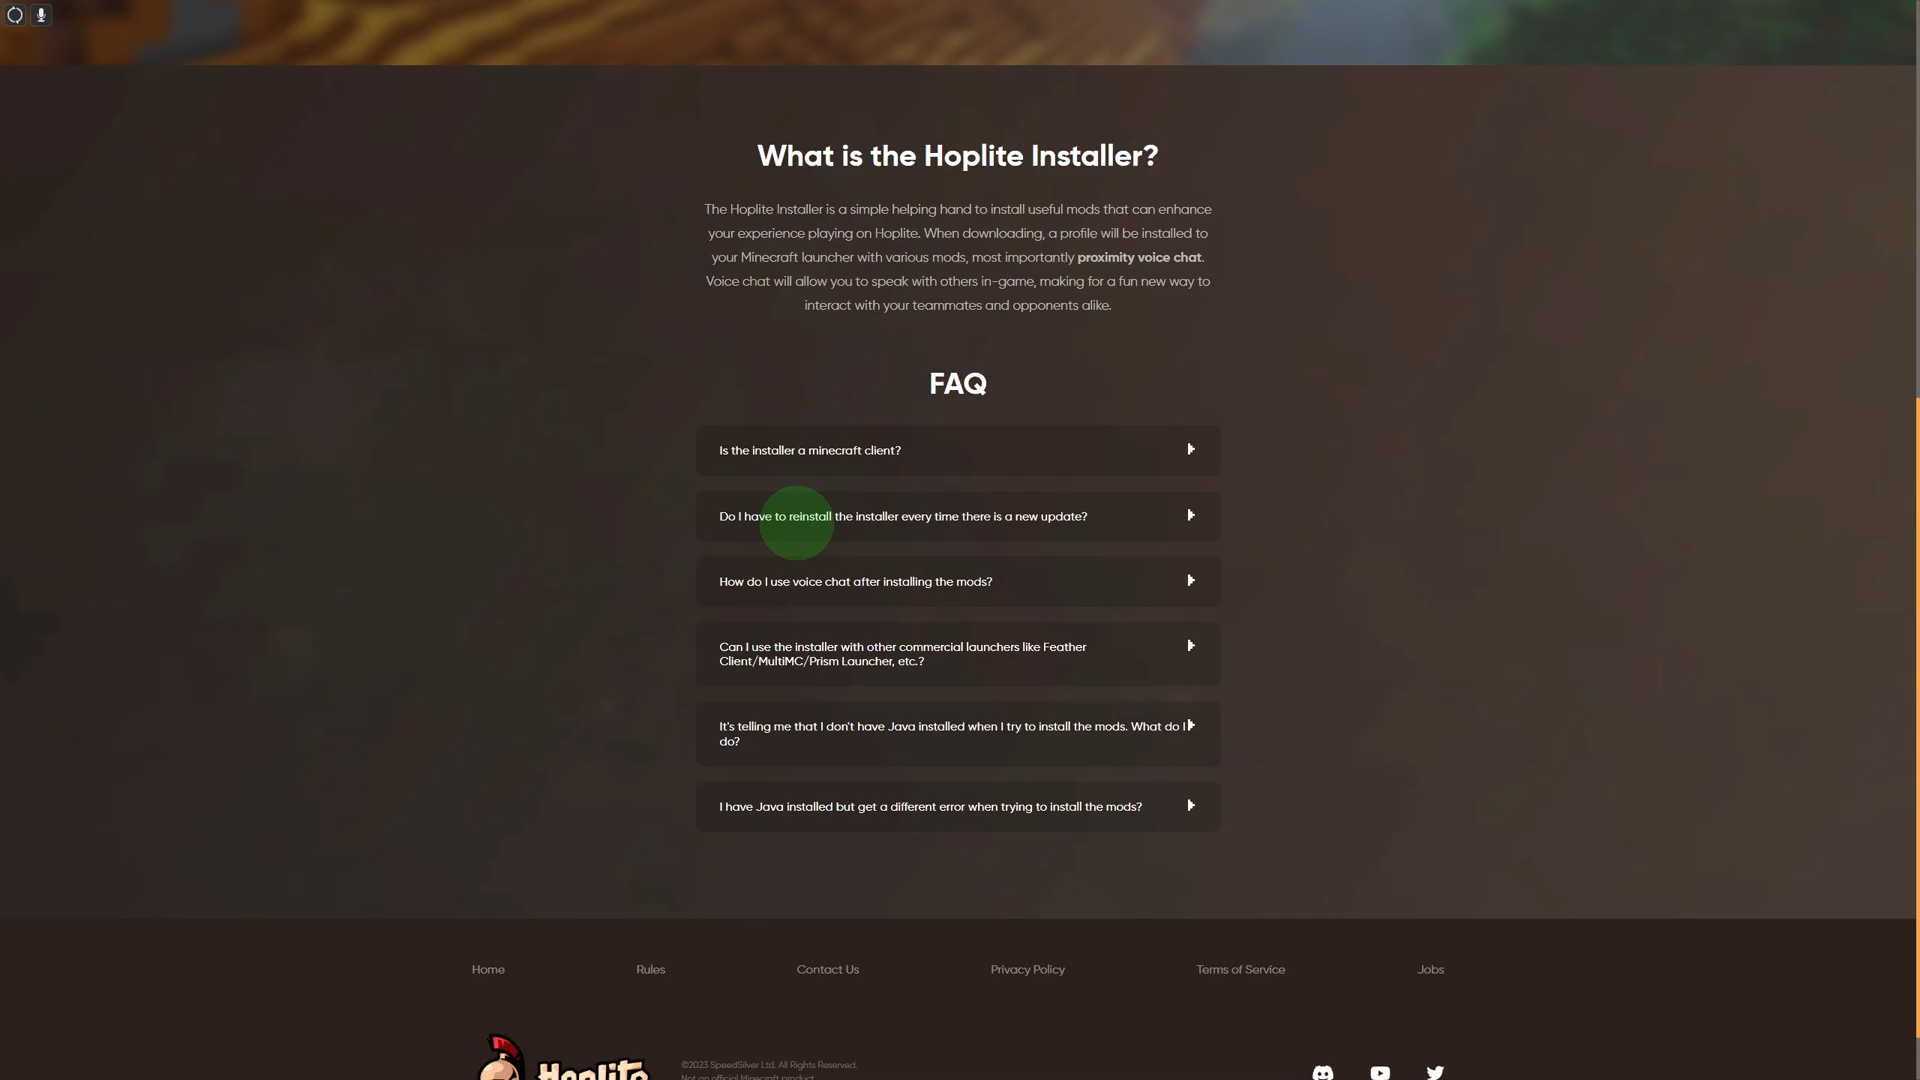 What is the Hoplite Installer?
The Hoplite Installer is a simple helping hand to install useful mods that can enhance
your experience playing on Hoplite. When downloading, a profile will be installed to
your Minecraft launcher with various mods, most importantly proximity voice chat.
Voice chat will allow you to speak with others in-game, making for a fun new way to
interact with your teammates and opponents alike.
FAQ
Is the installer a minecraft client?
Do I have to reinstall the installer every time there is a new update?
How do I use voice chat after installing the mods?
Can I use the installer with other commercial launchers like Feather
Client/MultiMC/Prism Launcher, etc.?
It's telling me that I don't have Java installed when I try to install the mods. What do I
do?
I have Java installed but get a different error when trying to install the mods?
Home Rules Contact Us Privacy Policy Terms of Service Jobs
Hoplite
©2023 SpeedSilver Ltd. All Rights Reserved.
Not an official Minecraft product.